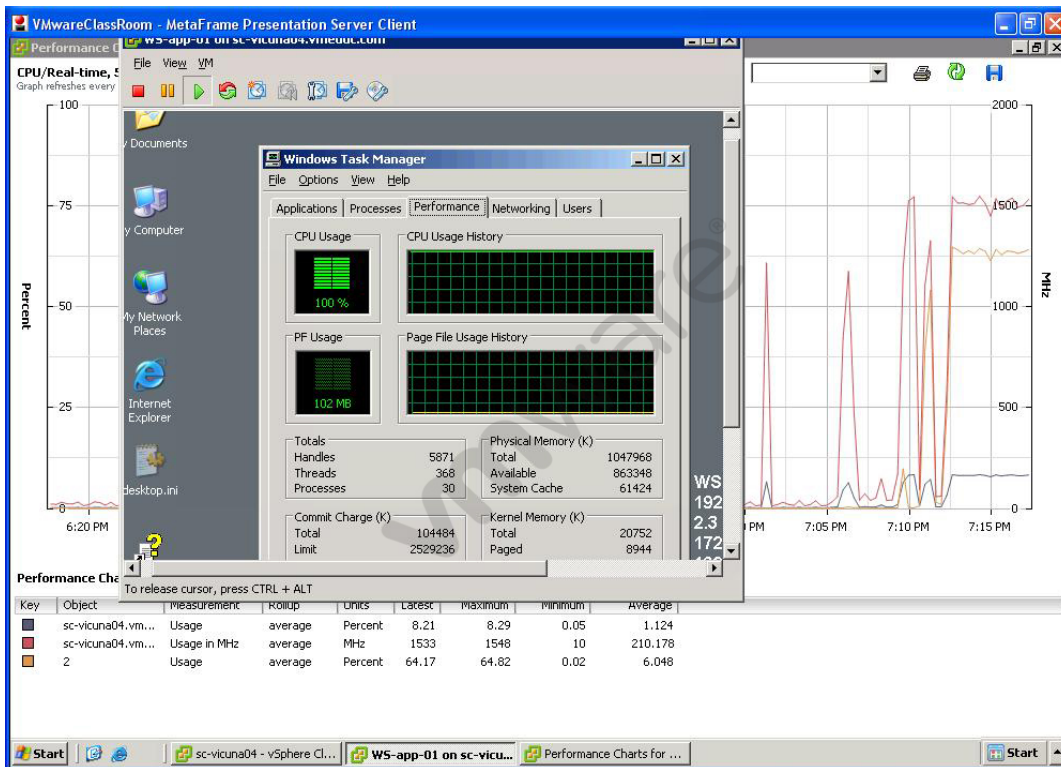 VMwareClassRoom - MetaFrame Presentation Server Client
Performance C
WS-app-01 on sc-vicuna04.vmeduc.com
CPU/Real-time, 5
Graph refreshes every
File View VM
100
75
50
25
0
Percent
2000
1500
1000
500
0
MHz
6:20 PM
PM
7:05 PM
7:10 PM
7:15 PM
y Documents
y Computer
My Network
Places
Internet
Explorer
desktop.ini
Windows Task Manager
File Options View Help
Applications Processes Performance Networking Users
CPU Usage
CPU Usage History
100 %
PF Usage
Page File Usage History
102 MB
Totals
Handles 5871
Threads 368
Processes 30
Physical Memory (K)
Total 1047968
Available 863348
System Cache 61424
Commit Charge (K)
Total 104484
Limit 2529236
Kernel Memory (K)
Total 20752
Paged 8944
WS
192
2.3
172
vmware®
To release cursor, press CTRL + ALT
Performance Cha
Key Object Measurement Rollup Units Latest Maximum Minimum Average
sc-vicuna04.vm... Usage average Percent 8.21 8.29 0.05 1.124
sc-vicuna04.vm... Usage in MHz average MHz 1533 1548 10 210.178
2 Usage average Percent 64.17 64.82 0.02 6.048
Start
sc-vicuna04 - vSphere Cl...
WS-app-01 on sc-vicu...
Performance Charts for ...
Start